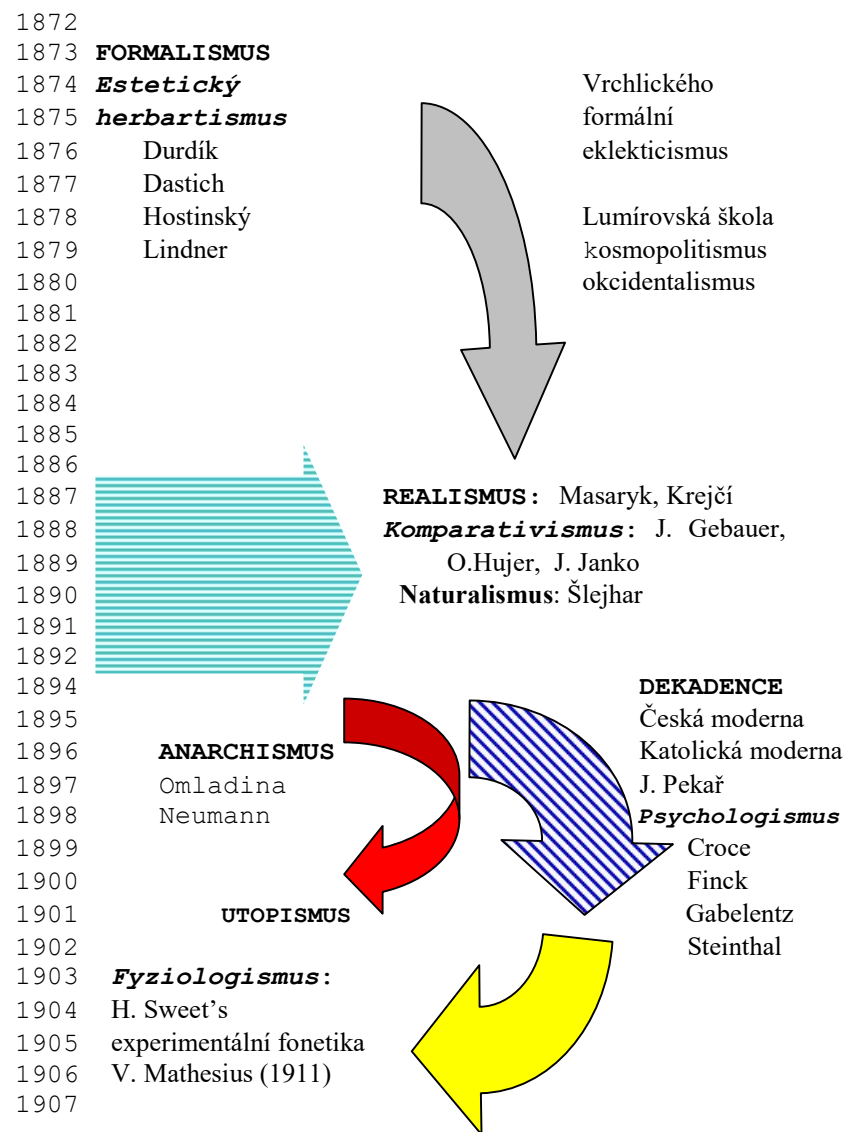 1872
1873 FORMALISMUS
1874 Estetický Vrchlického
1875 herbartismus formální
1876 Durdík eklekticismus
1877 Dastich
1878 Hostinský Lumírovská škola
1879 Lindner kosmopolitismus
1880 okcidentalismus
1881
1882
1883
1884
1885
1886
1887 REALISMUS: Masaryk, Krejčí
1888 Komparativismus: J. Gebauer,
1889 O.Hujer, J. Janko
1890 Naturalismus: Šlejhar
1891
1892
1894 DEKADENCE
1895 Česká moderna
1896 ANARCHISMUS Katolická moderna
1897 Omladina J. Pekař
1898 Neumann Psychologismus
1899 Croce
1900 Finck
1901 UTOPISMUS Gabelentz
1902 Steinthal
1903 Fyziologismus:
1904 H. Sweet’s
1905 experimentální fonetika
1906 V. Mathesius (1911)
1907